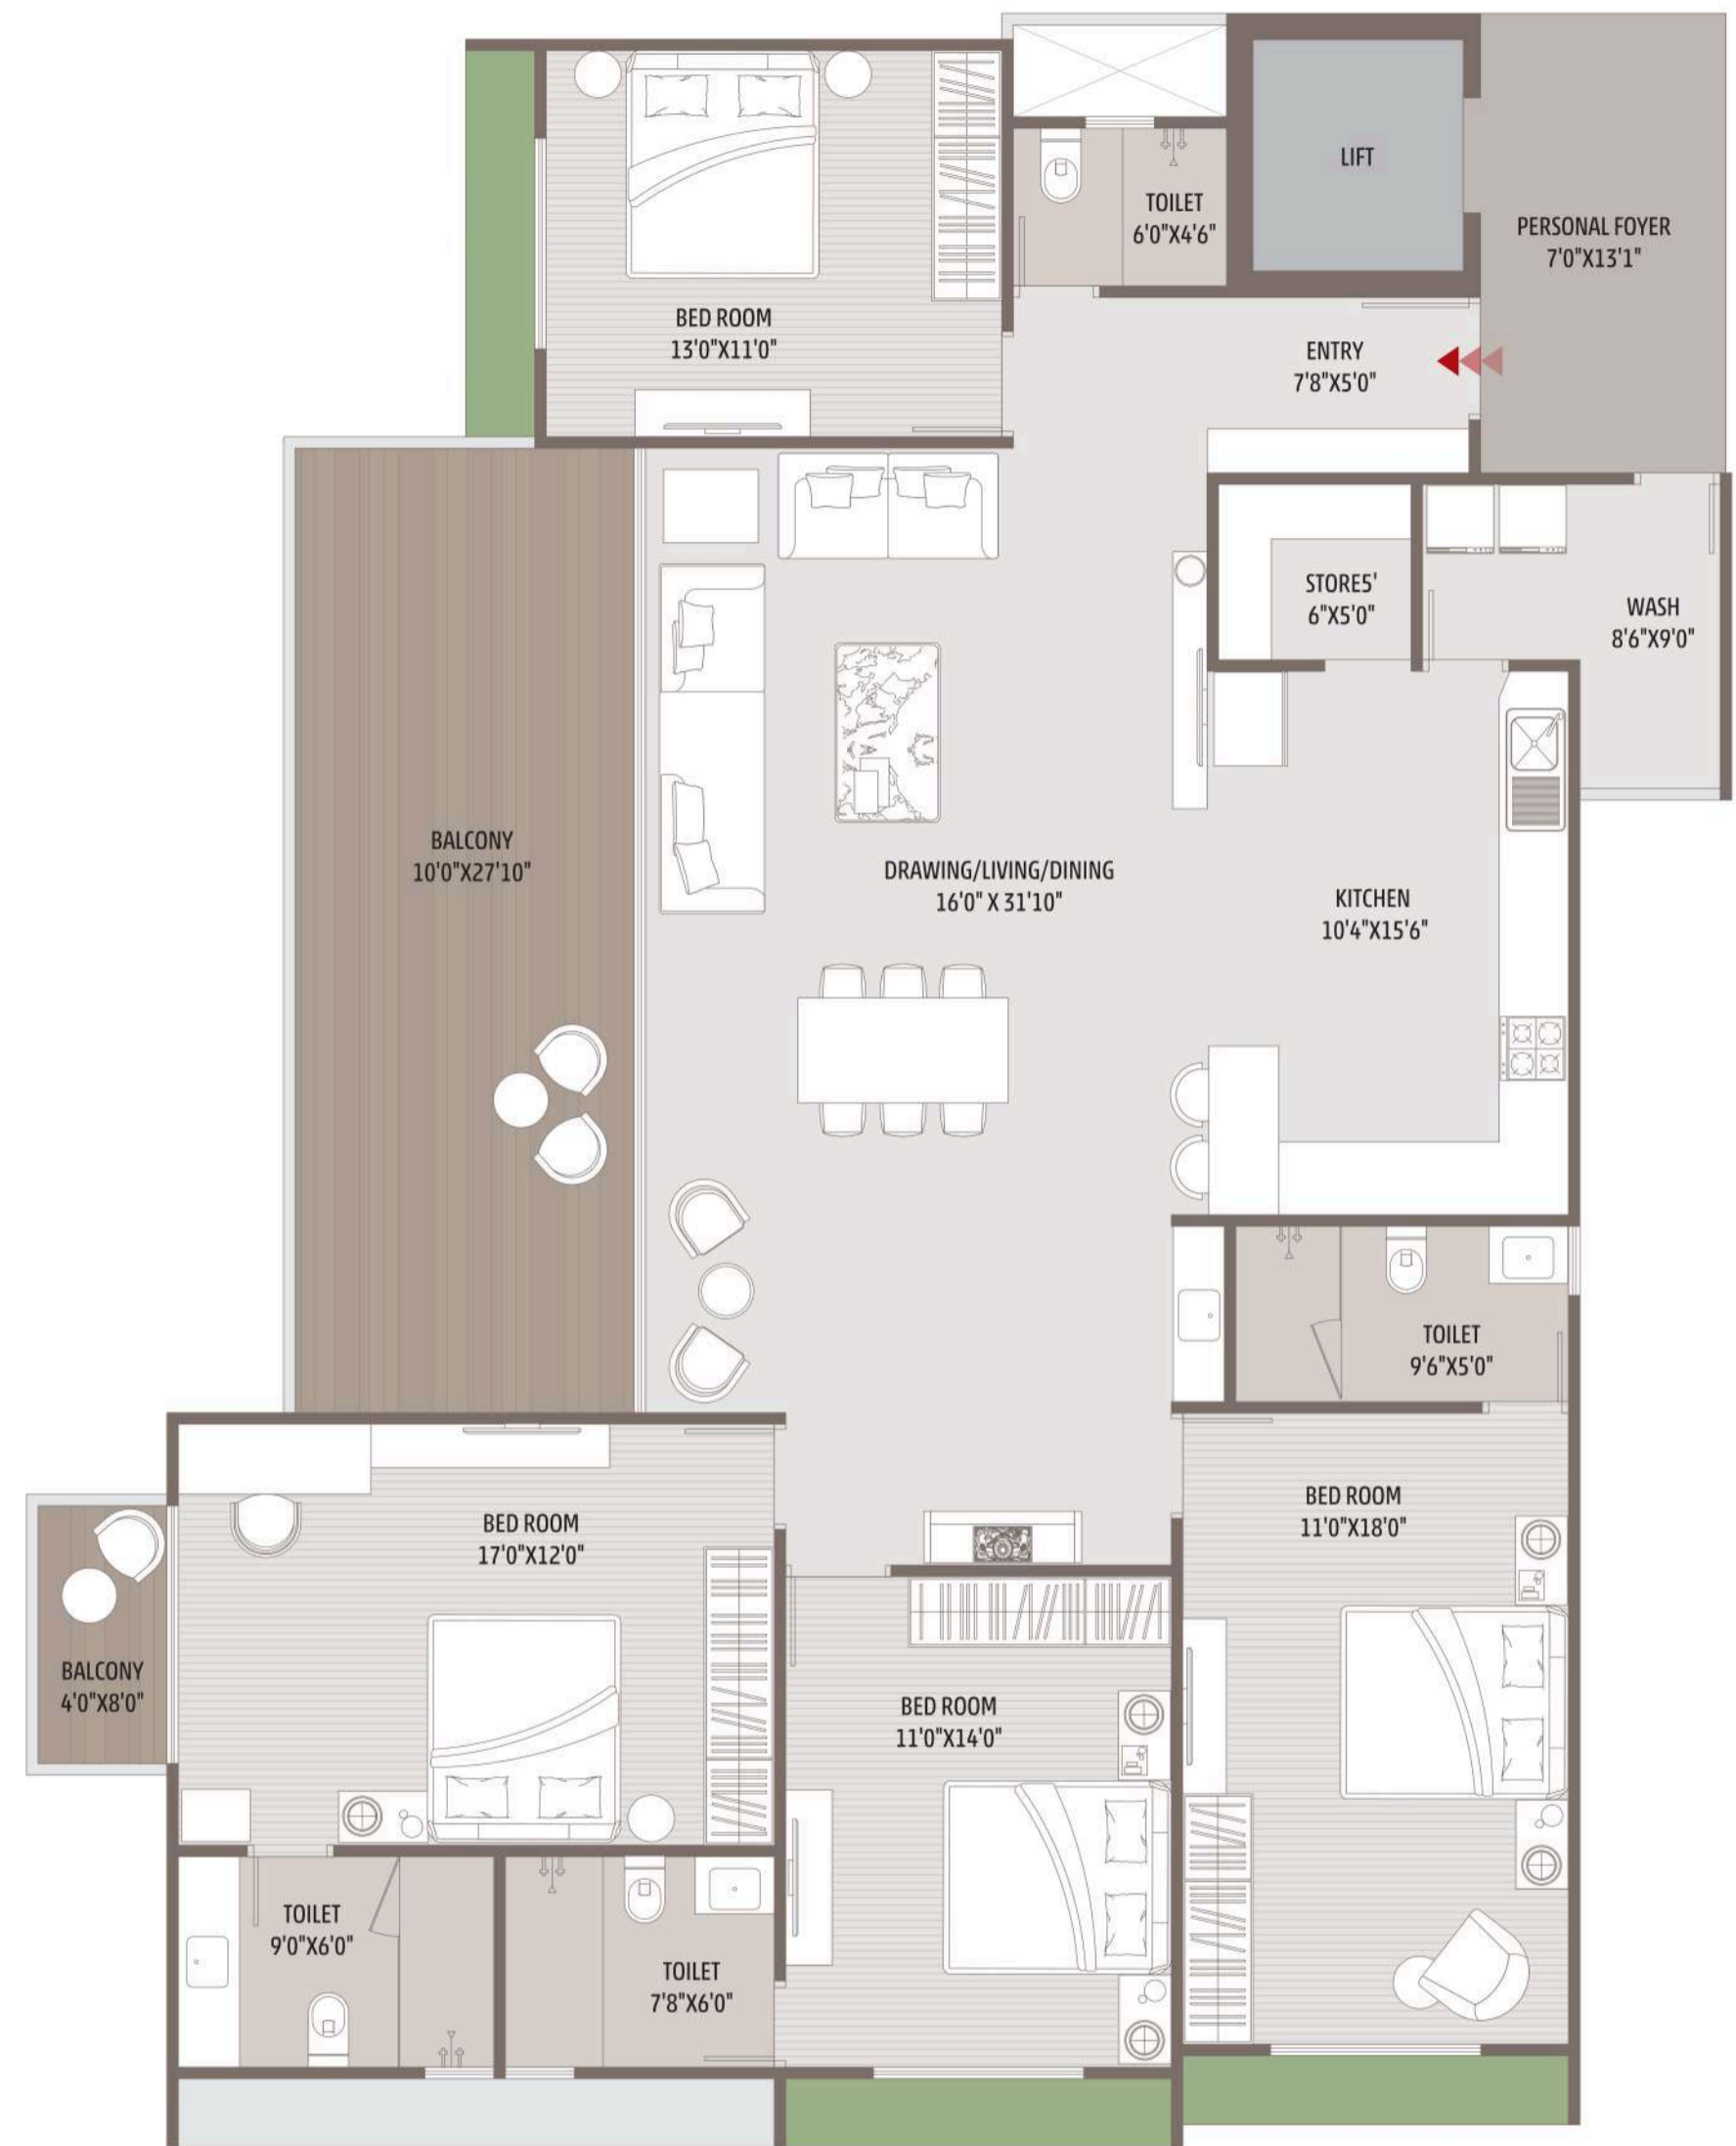 LIFT
TOILET
6'0"X4'6"
PERSONAL FOYER
7'0"X13'1"
BED ROOM
13'0"X11'0"
ENTRY
7'8"X5'0"
STORE5'
6"X5'0"
WASH
8'6"X9'0"
BALCONY
10'0"X27'10"
DRAWING/LIVING/DINING
16'0" X 31'10"
KITCHEN
10'4"X15'6"
TOILET
9'6"X5'0"
BED ROOM
17'0"X12'0"
BED ROOM
11'0"X18'0"
BALCONY
4'0"X8'0"
BED ROOM
11'0"X14'0"
TOILET
9'0"X6'0"
TOILET
7'8"X6'0"